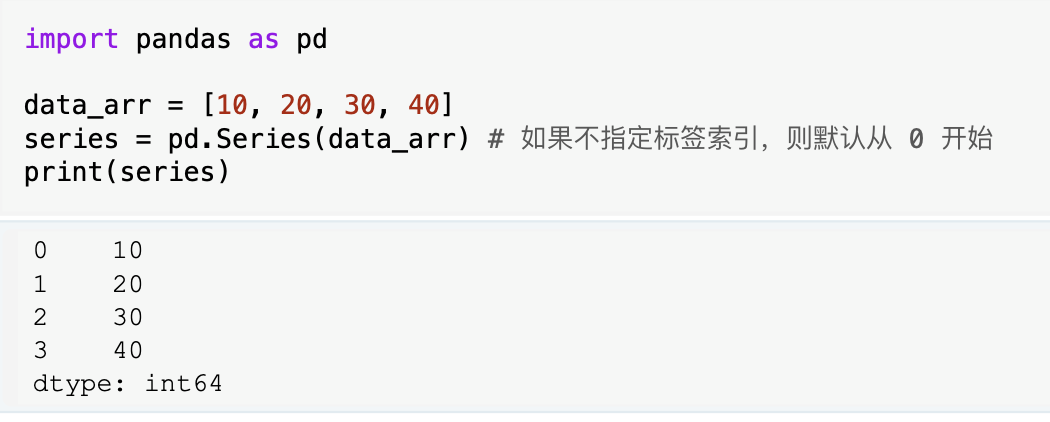 import pandas as pd
data_arr = [10, 20, 30, 40]
series = pd.Series(data_arr) # 如果不指定标签索引，则默认从 0 开始
print(series)
0    10
1    20
2    30
3    40
dtype: int64